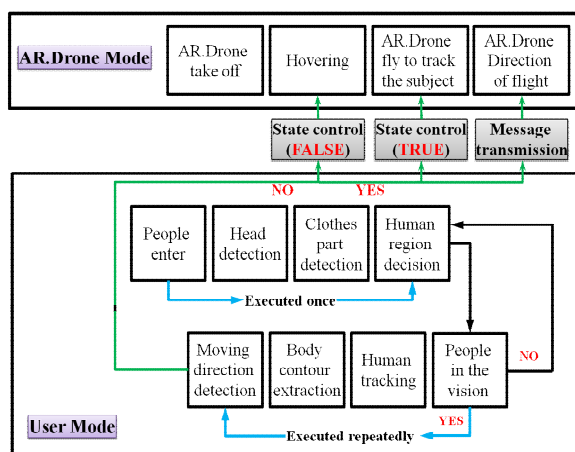 AR.Drone Mode
AR.Drone
take off
Hovering
AR.Drone
fly to track
the subject
AR.Drone
Direction
of flight
State control
(FALSE)
State control
(TRUE)
Message
transmission
NO
YES
People
enter
Head
detection
Clothes
part
detection
Human
region
decision
Executed once
Moving
direction
detection
Body
contour
extraction
Human
tracking
People
in the
vision
NO
YES
Executed repeatedly
User Mode